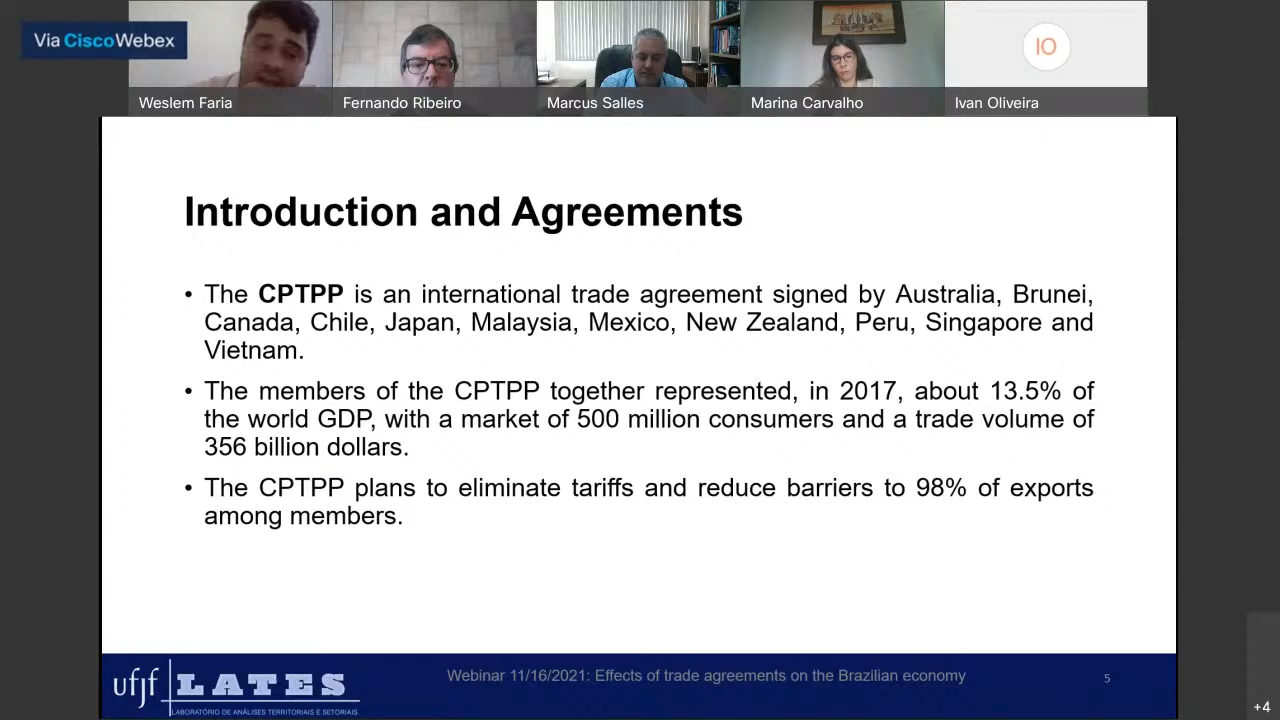 Via CiscoWebex
Weslem Faria
Fernando Ribeiro
Marcus Salles
Marina Carvalho
IO
Ivan Oliveira
Introduction and Agreements
• The CPTPP is an international trade agreement signed by Australia, Brunei,
Canada, Chile, Japan, Malaysia, Mexico, New Zealand, Peru, Singapore and
Vietnam.
• The members of the CPTPP together represented, in 2017, about 13.5% of
the world GDP, with a market of 500 million consumers and a trade volume of
356 billion dollars.
• The CPTPP plans to eliminate tariffs and reduce barriers to 98% of exports
among members.
ufjf LATES
LABORATÓRIO DE ANÁLISES TERRITORIAIS E SETORIAIS
Webinar 11/16/2021: Effects of trade agreements on the Brazilian economy
5
+4